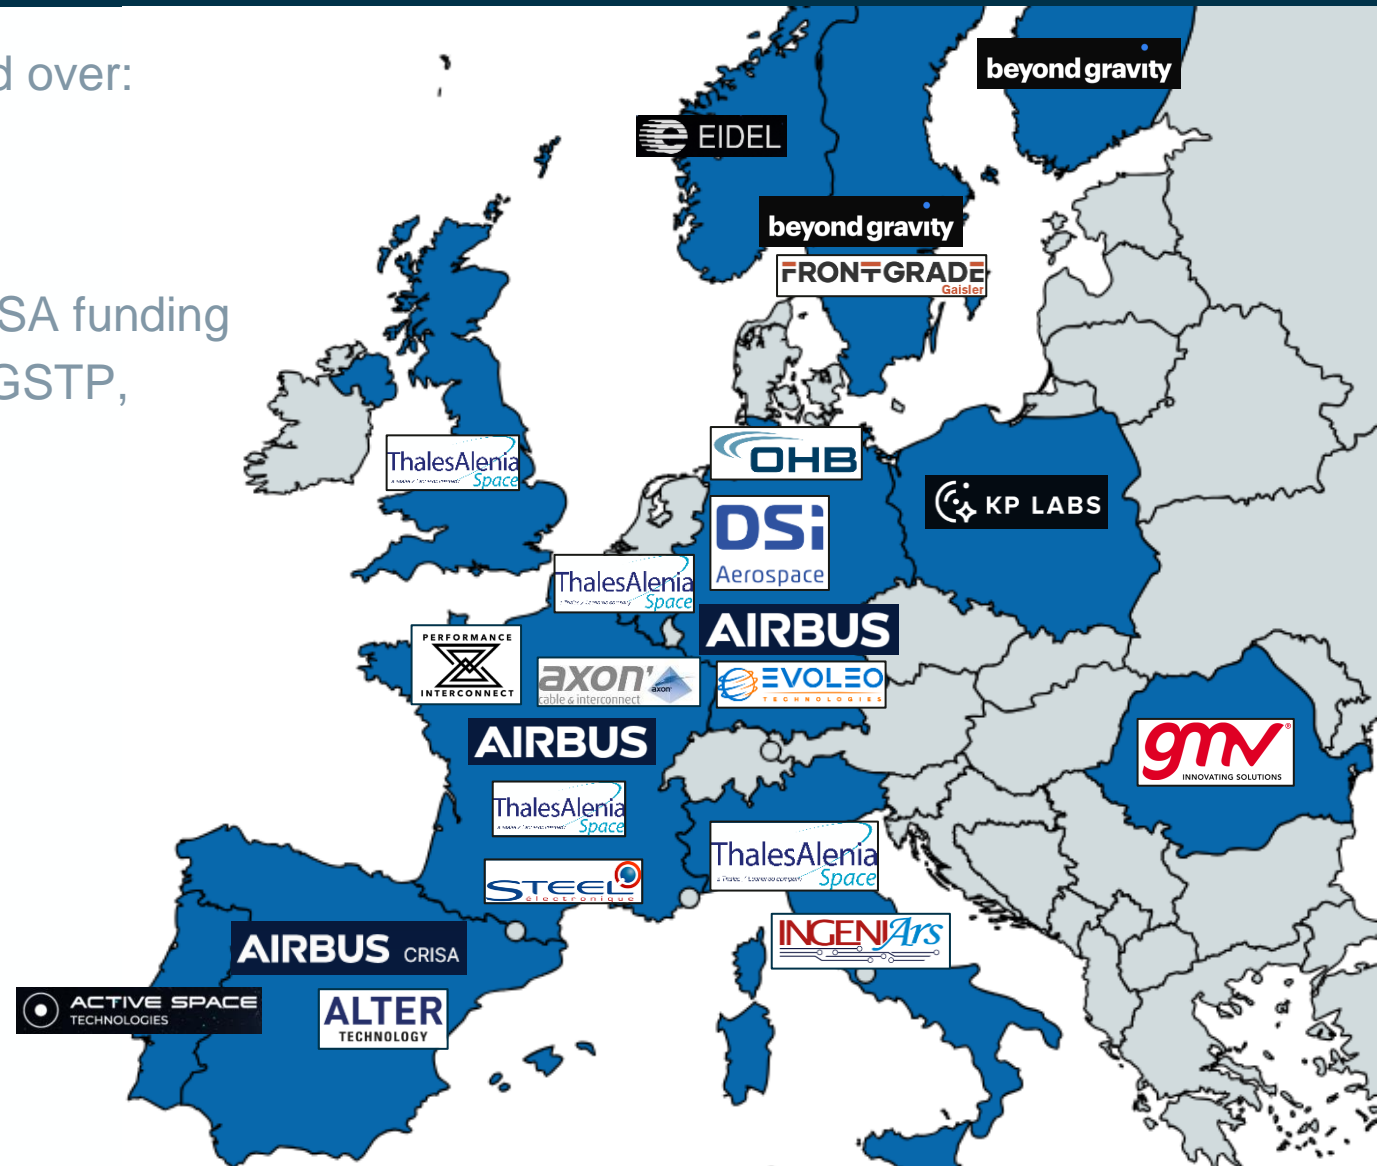 d over:
SA funding
GSTP,
beyond gravity
EIDEL
beyond gravity
FRONTGRADE
Gaisler
ThalesAlenia
Space
OHB
KP LABS
DSi
Aerospace
ThalesAlenia
Space
AIRBUS
PERFORMANCE
INTERCONNECT
axon'
cable & interconnect
axon'
EVOLEO
TECHNOLOGIES
AIRBUS
gmv
INNOVATING SOLUTIONS
ThalesAlenia
Space
ThalesAlenia
Space
STEEL
électronique
INGENIArs
AIRBUS CRISA
ACTIVE SPACE
TECHNOLOGIES
ALTER
TECHNOLOGY